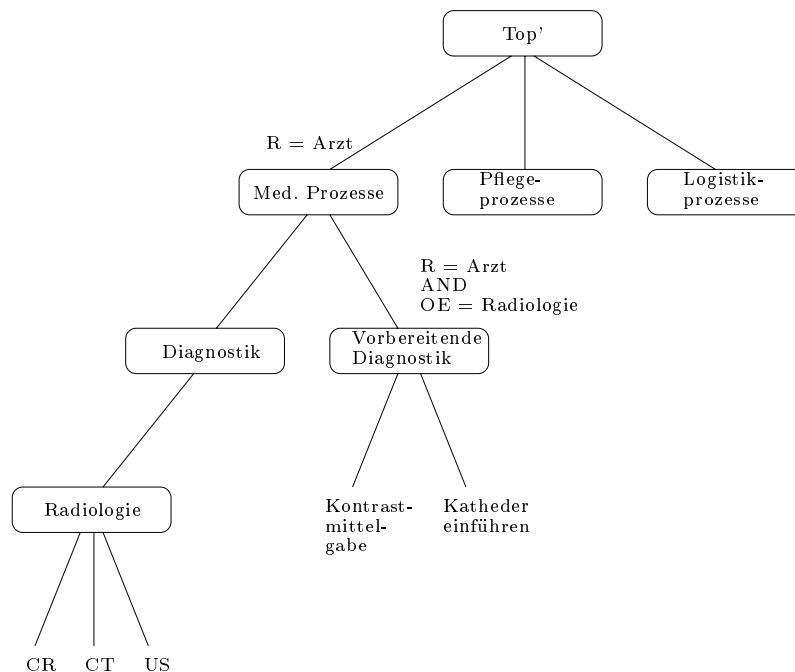 Top'
R = Arzt
Med. Prozesse
Pflege-
prozesse
Logistik-
prozesse
R = Arzt
AND
OE = Radiologie
Diagnostik
Vorbereitende
Diagnostik
Radiologie
Kontrast-
mittel-
gabe
Katheder
einführen
CR
CT
US